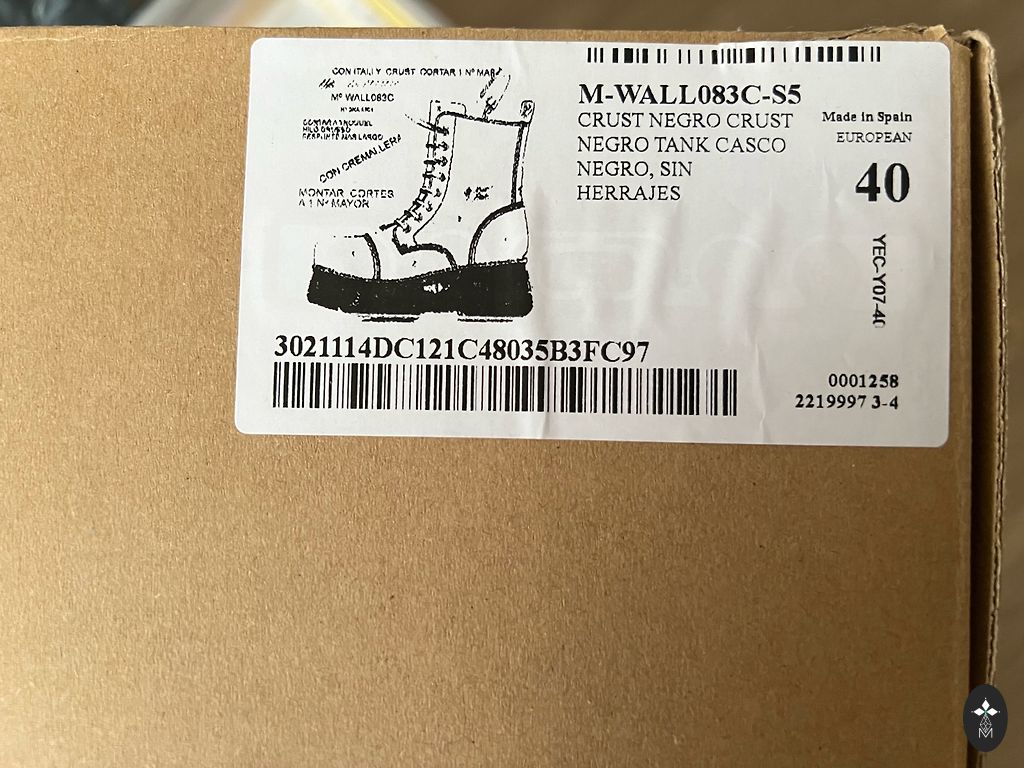 CON ITALI Y CRUST CORTAR 1 Nº MAR
Mº WALL083C
CON CREMALLERA
MONTAR CORTES
A 1 Nº MAYOR
M-WALL083C-S5
CRUST NEGRO CRUST
NEGRO TANK CASCO
NEGRO, SIN
HERRAJES
Made in Spain
EUROPEAN
40
YEC-Y07-40
3021114DC121C48035B3FC97
0001258
2219997 3-4
M